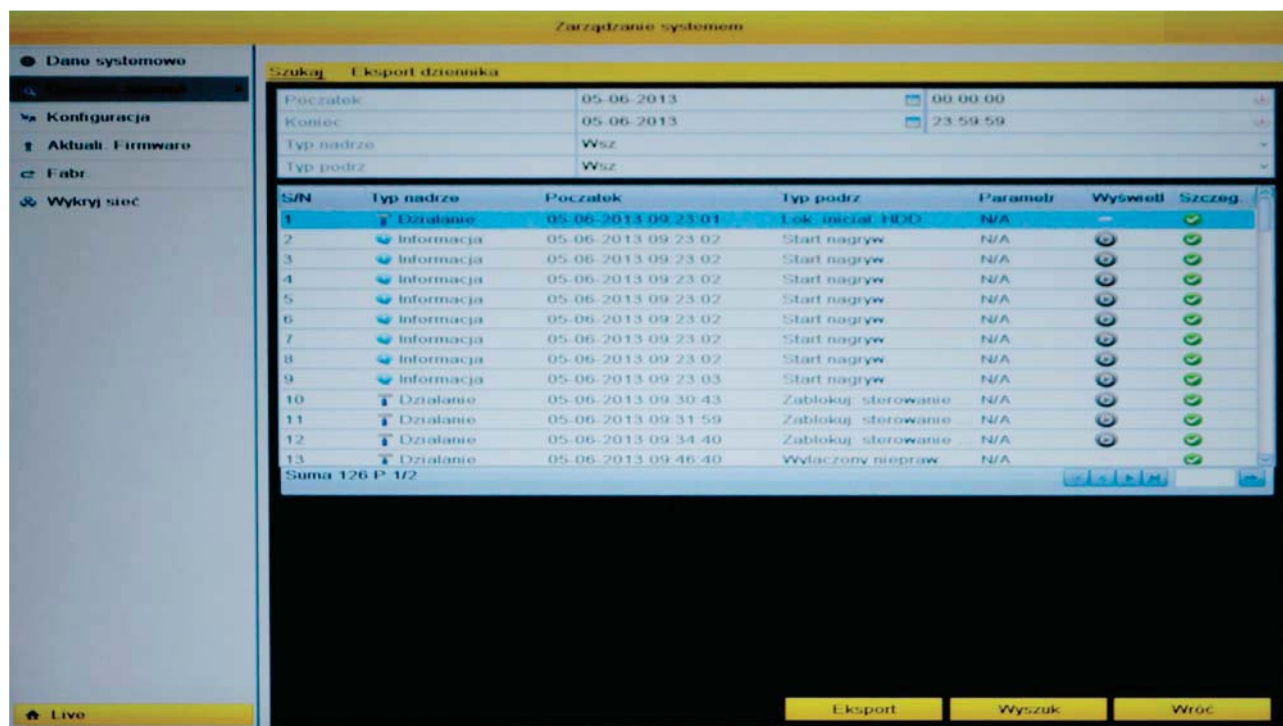 Zarządzanie systemem
Dane systemowe
Konfiguracja
Aktuali. Firmware
Fabr.
Wykryj sieć
Live
Szukaj Eksport dziennika
Początek 05-06-2013 00:00:00
Koniec 05-06-2013 23:59:59
Typ nadrze Wsz.
Typ podrz Wsz.
S/N Typ nadrze Początek Typ podrz Parametr Wyświetl Szczeg.
1 Działanie 05-06-2013 09:23:01 Lok. inicjal. HDD N/A
2 Informacja 05-06-2013 09:23:02 Start nagryw. N/A
3 Informacja 05-06-2013 09:23:02 Start nagryw. N/A
4 Informacja 05-06-2013 09:23:02 Start nagryw. N/A
5 Informacja 05-06-2013 09:23:02 Start nagryw. N/A
6 Informacja 05-06-2013 09:23:02 Start nagryw. N/A
7 Informacja 05-06-2013 09:23:02 Start nagryw. N/A
8 Informacja 05-06-2013 09:23:02 Start nagryw. N/A
9 Informacja 05-06-2013 09:23:03 Start nagryw. N/A
10 Działanie 05-06-2013 09:30:43 Zablokuj. sterowanie ... N/A
11 Działanie 05-06-2013 09:31:59 Zablokuj. sterowanie ... N/A
12 Działanie 05-06-2013 09:34:40 Zablokuj. sterowanie ... N/A
13 Działanie 05-06-2013 09:46:40 Wyłączony niepraw. N/A
Suma 126 P 1/2
Eksport Wyszuk Wróć